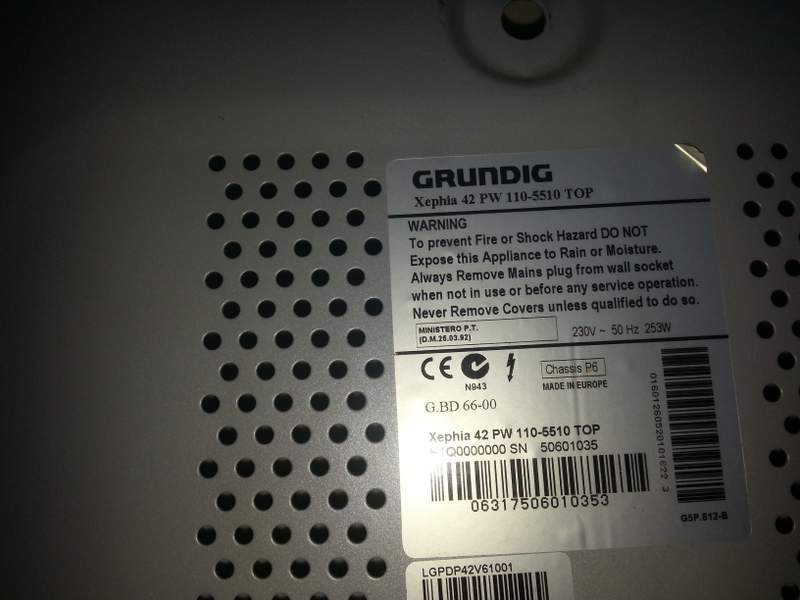 GRUNDIG
Xephia 42 PW 110-5510 TOP
WARNING
To prevent Fire or Shock Hazard DO NOT
Expose this Appliance to Rain or Moisture.
Always Remove Mains plug from wall socket
when not in use or before any service operation.
Never Remove Covers unless qualified to do so.
MINISTERO P.T.
(D.M.26.03.92)
230V ~ 50 Hz 253W
CE
N943
Chassis P6
MADE IN EUROPE
G.BD 66-00
Xephia 42 PW 110-5510 TOP
SN 50601035
06317506010353
G5P.812-B
LGPDP42V61001